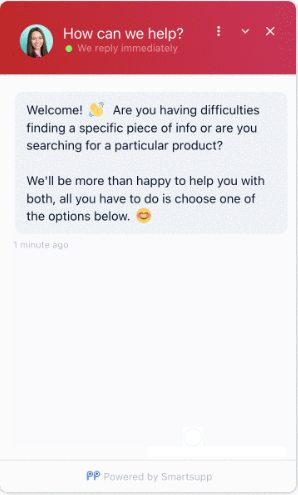 How can we help?
We reply immediately
Welcome! 👋 Are you having difficulties
finding a specific piece of info or are you
searching for a particular product?
We'll be more than happy to help you with
both, all you have to do is choose one of
the options below. 😊
1 minute ago
Powered by Smartsupp